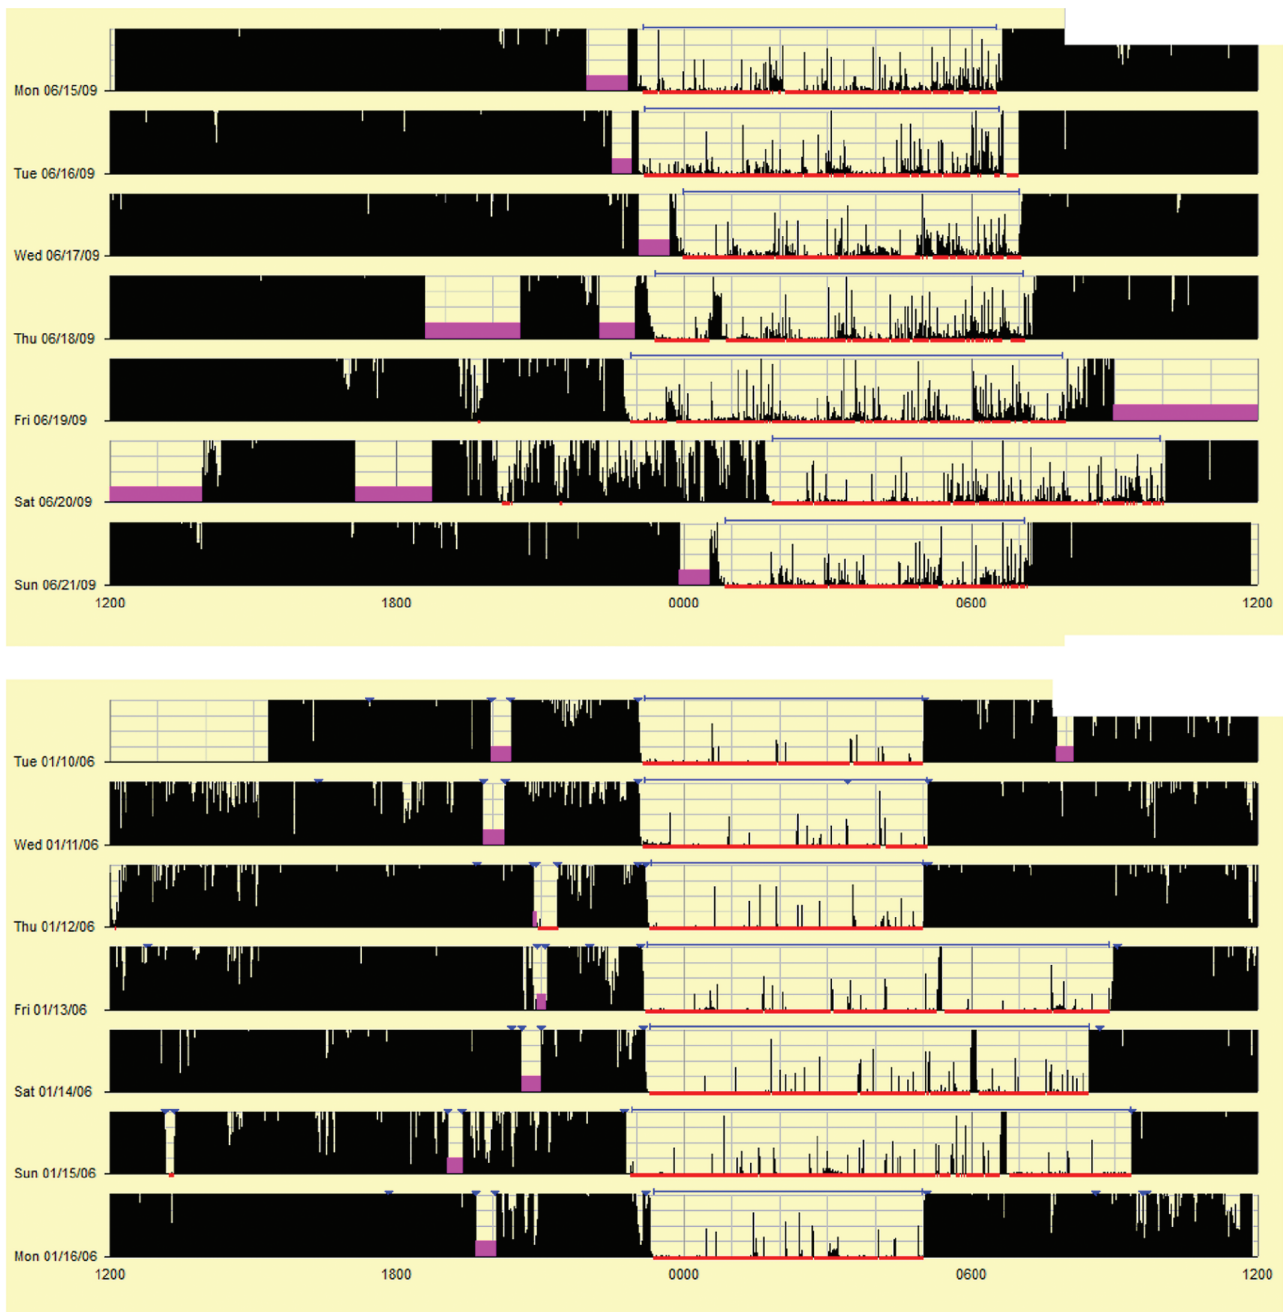 Mon 06/15/09
Tue 06/16/09
Wed 06/17/09
Thu 06/18/09
Fri 06/19/09
Sat 06/20/09
Sun 06/21/09
1200 1800 0000 0600 1200
Tue 01/10/06
Wed 01/11/06
Thu 01/12/06
Fri 01/13/06
Sat 01/14/06
Sun 01/15/06
Mon 01/16/06
1200 1800 0000 0600 1200